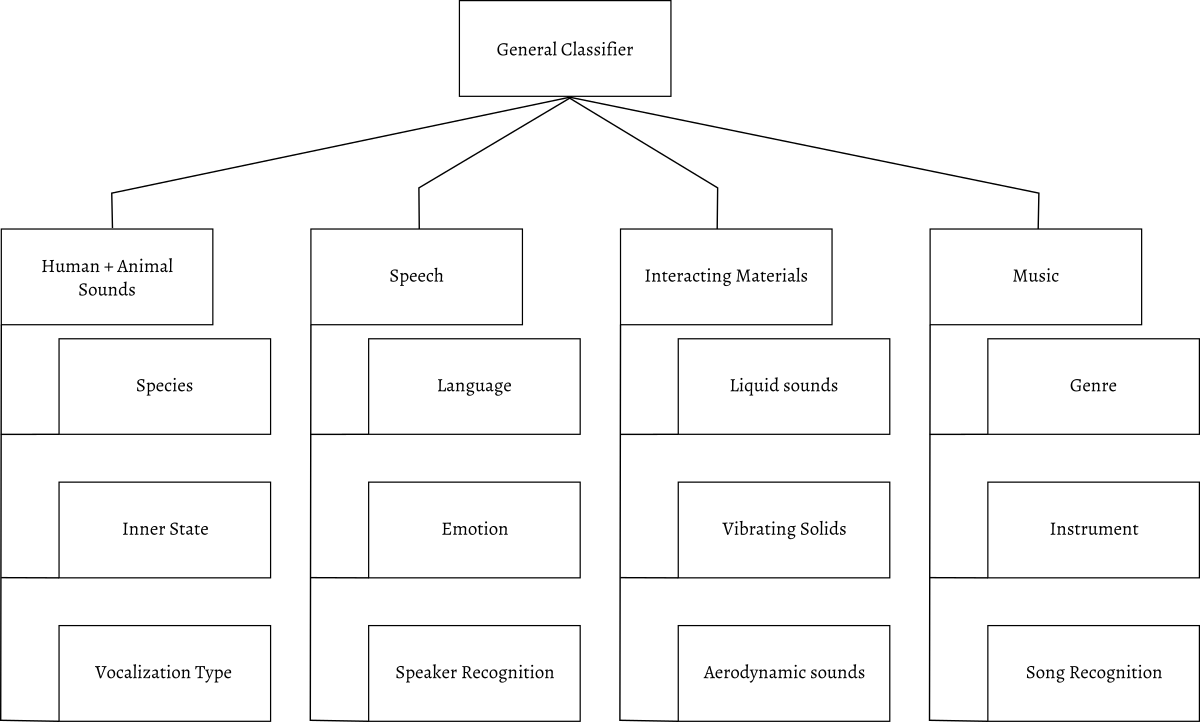 General Classifier
Human + Animal
Sounds
Speech
Interacting Materials
Music
Species
Language
Liquid sounds
Genre
Inner State
Emotion
Vibrating Solids
Instrument
Vocalization Type
Speaker Recognition
Aerodynamic sounds
Song Recognition